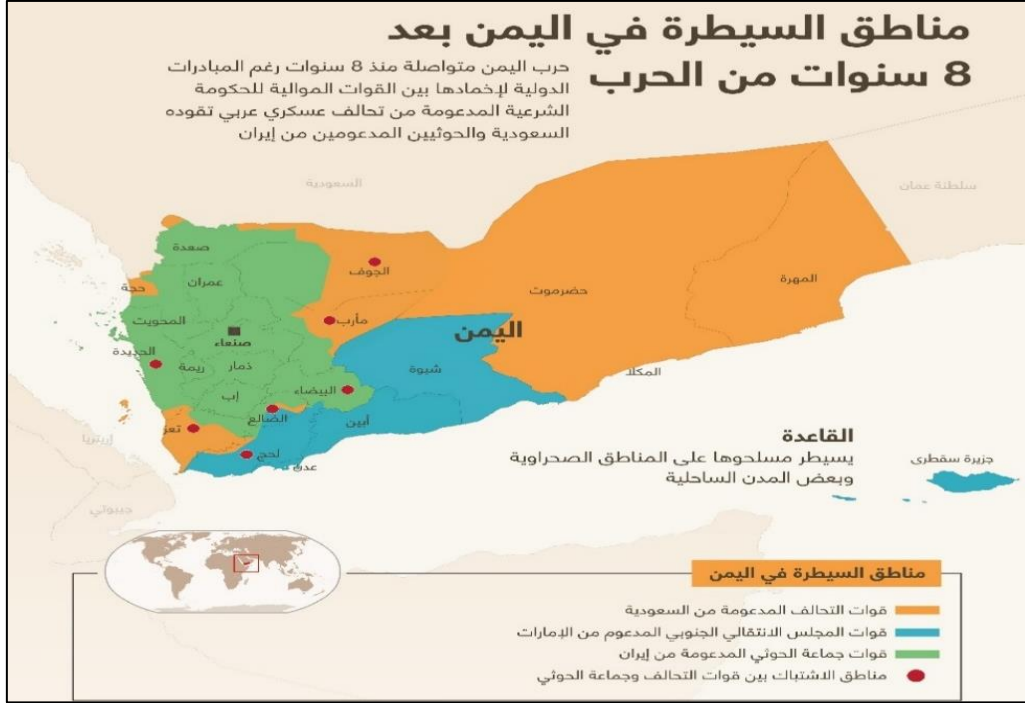 مناطق السيطرة في اليمن بعد
8 سنوات من الحرب
حرب اليمن متواصلة منذ 8 سنوات رغم المبادرات
الدولية لإخمادها بين القوات الموالية للحكومة
الشرعية المدعومة من تحالف عسكري عربي تقوده
السعودية والحوثيين المدعومين من إيران
السعودية
سلطنة عمان
صعدة
الجوف
المهرة
عمران
حجة
حضرموت
مأرب
المحويت
اليمن
صنعاء
الحديدة
ريمة
ذمار
شبوة
المكلا
البيضاء
إب
الضالع
أبين
تعز
لحج
عدن
إريتريا
جيبوتي
القاعدة
يسيطر مسلحوها على المناطق الصحراوية
وبعض المدن الساحلية
جزيرة سقطرى
مناطق السيطرة في اليمن
قوات التحالف المدعومة من السعودية
قوات المجلس الانتقالي الجنوبي المدعوم من الإمارات
قوات جماعة الحوثي المدعومة من إيران
مناطق الاشتباك بين قوات التحالف وجماعة الحوثي